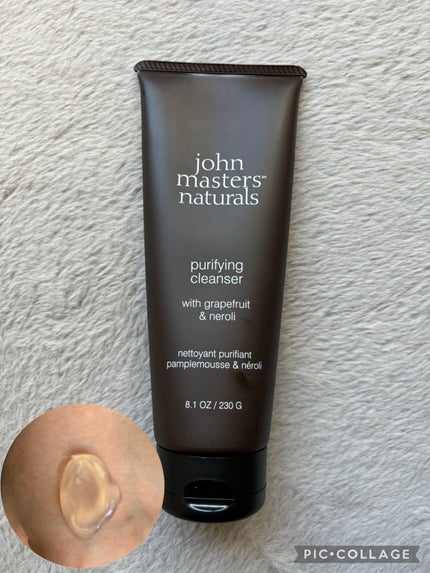 john
masters™
naturals
purifying
cleanser
with grapefruit
& neroli
nettoyant purifiant
pamplemousse & néroli
8.1 OZ / 230 G
PIC•COLLAGE